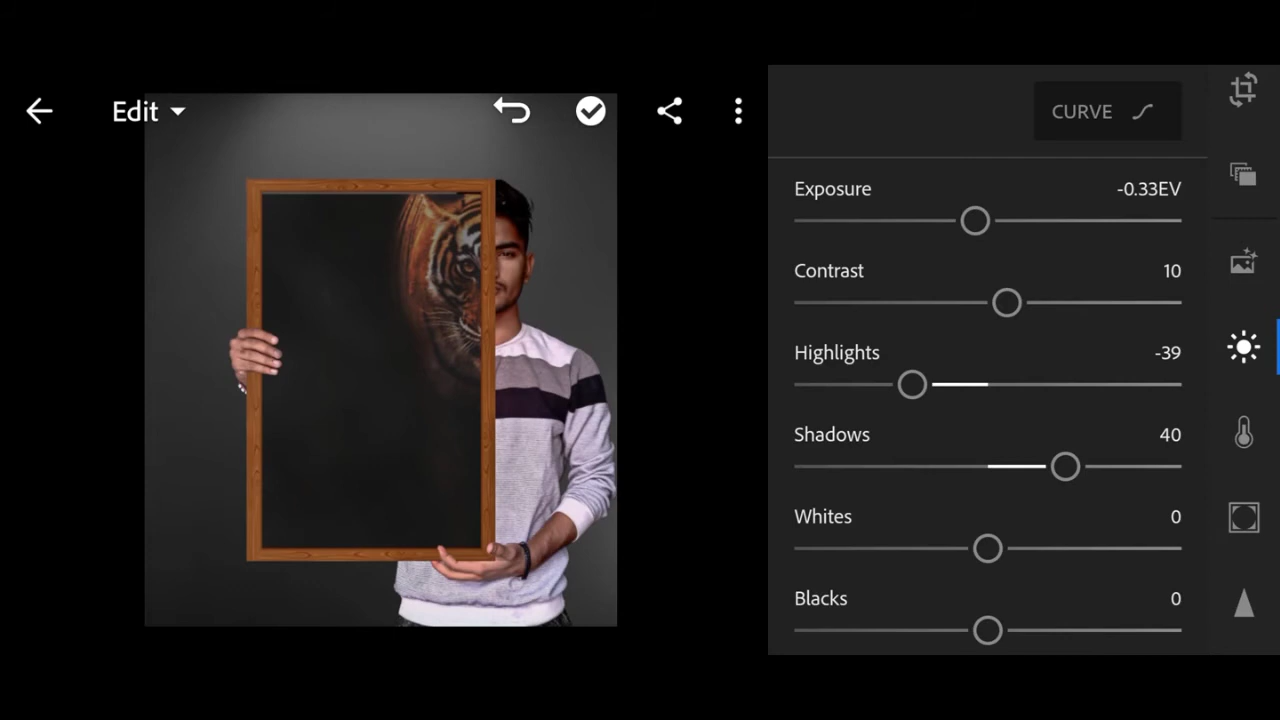 Edit
CURVE
Exposure -0.33EV
Contrast 10
Highlights -39
Shadows 40
Whites 0
Blacks 0